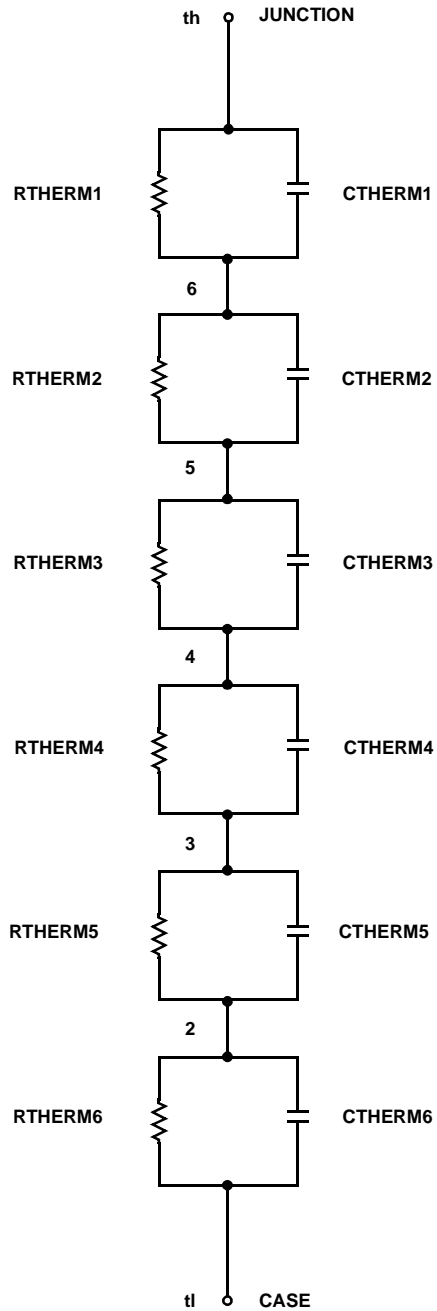 th JUNCTION
RTHERM1 CTHERM1
6
RTHERM2 CTHERM2
5
RTHERM3 CTHERM3
4
RTHERM4 CTHERM4
3
RTHERM5 CTHERM5
2
RTHERM6 CTHERM6
tl CASE